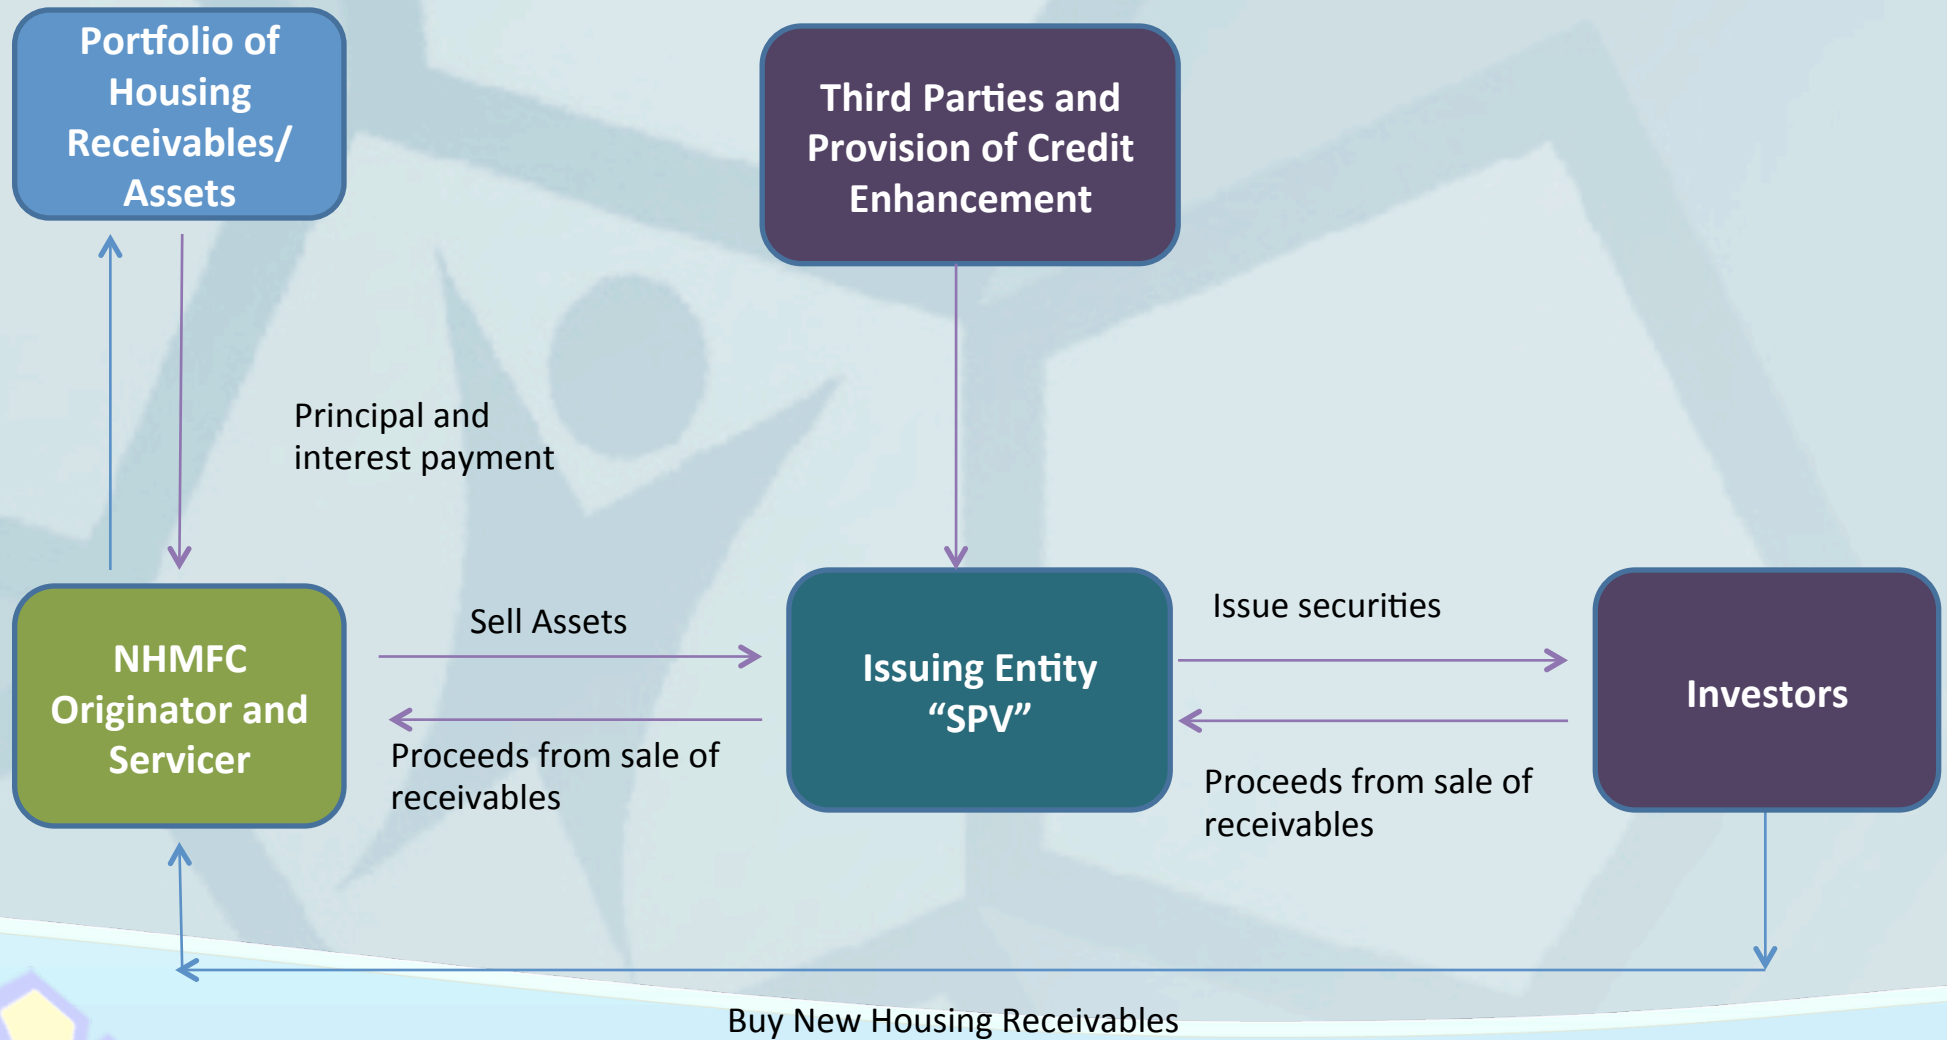 Portfolio of
Housing
Receivables/
Assets
Third Parties and
Provision of Credit
Enhancement
Principal and
interest payment
NHMFC
Originator and
Servicer
Sell Assets
Proceeds from sale of
receivables
Issuing Entity
“SPV”
Issue securities
Proceeds from sale of
receivables
Investors
Buy New Housing Receivables